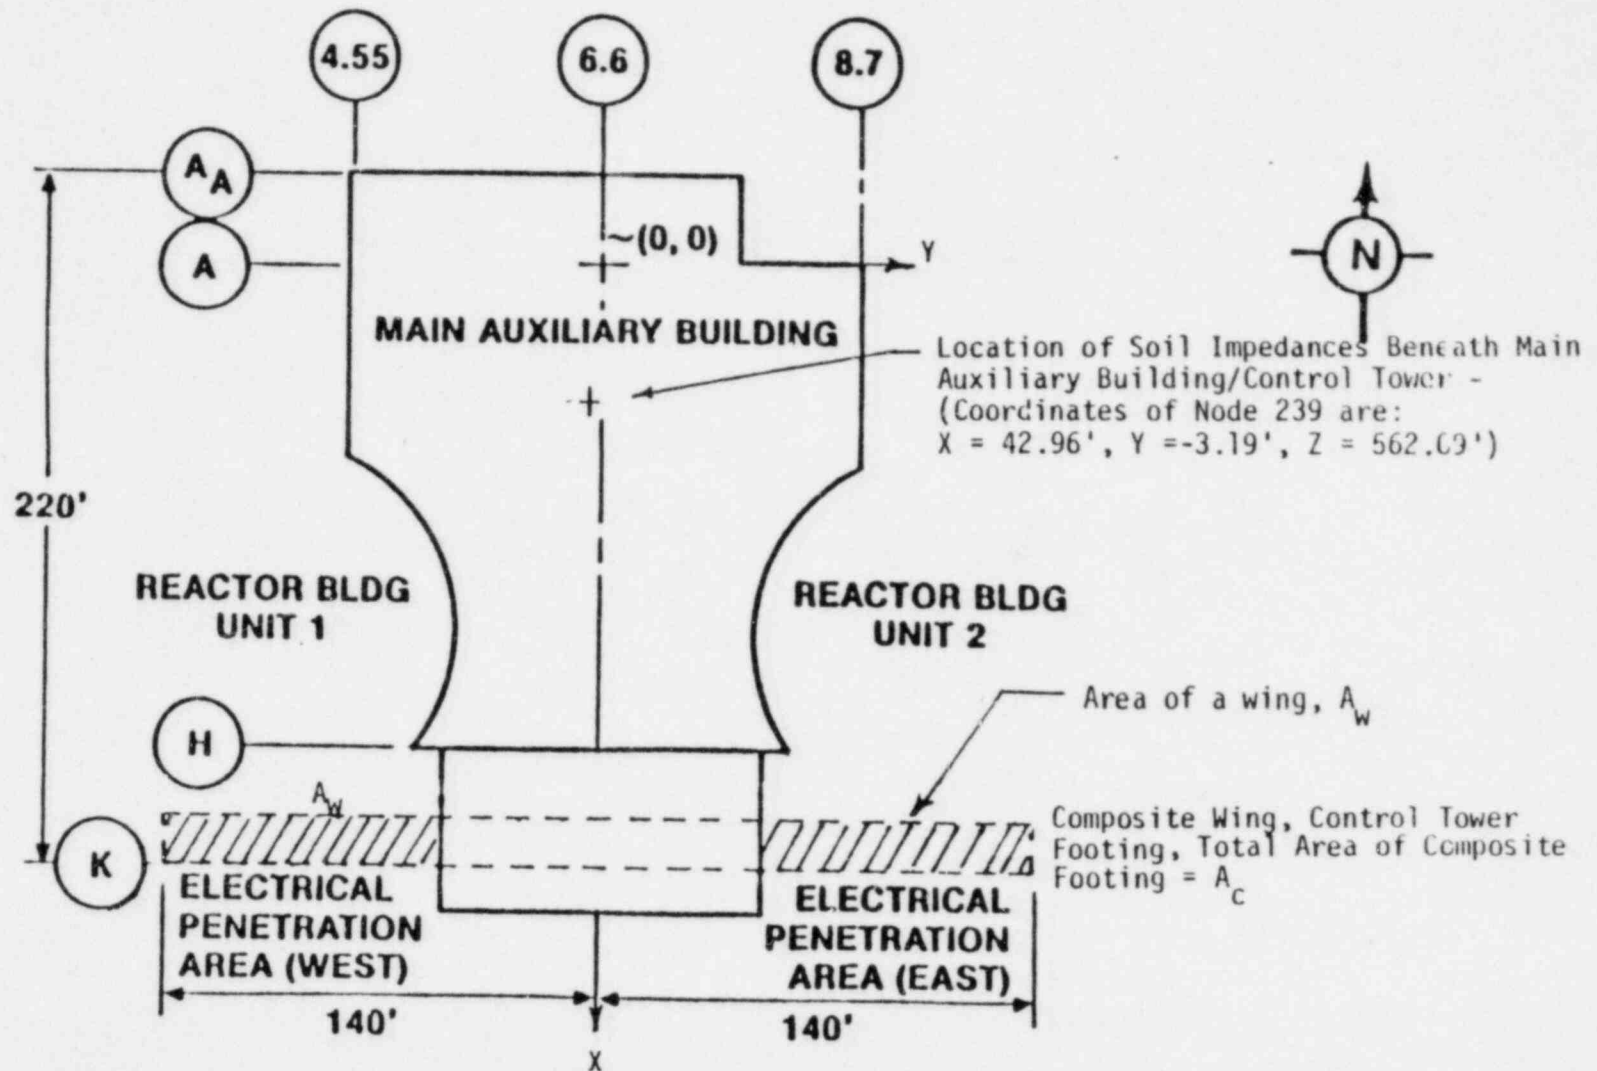 4.55
6.6
8.7
AA
A
~(0, 0)
Y
N
MAIN AUXILIARY BUILDING
Location of Soil Impedances Beneath Main
Auxiliary Building/Control Tower -
(Coordinates of Node 239 are:
X = 42.96', Y =-3.19', Z = 562.09')
220'
REACTOR BLDG
UNIT 1
REACTOR BLDG
UNIT 2
H
Area of a wing, Aw
Aw
K
Composite Wing, Control Tower
Footing, Total Area of Composite
Footing = Ac
ELECTRICAL
PENETRATION
AREA (WEST)
ELECTRICAL
PENETRATION
AREA (EAST)
140'
140'
X